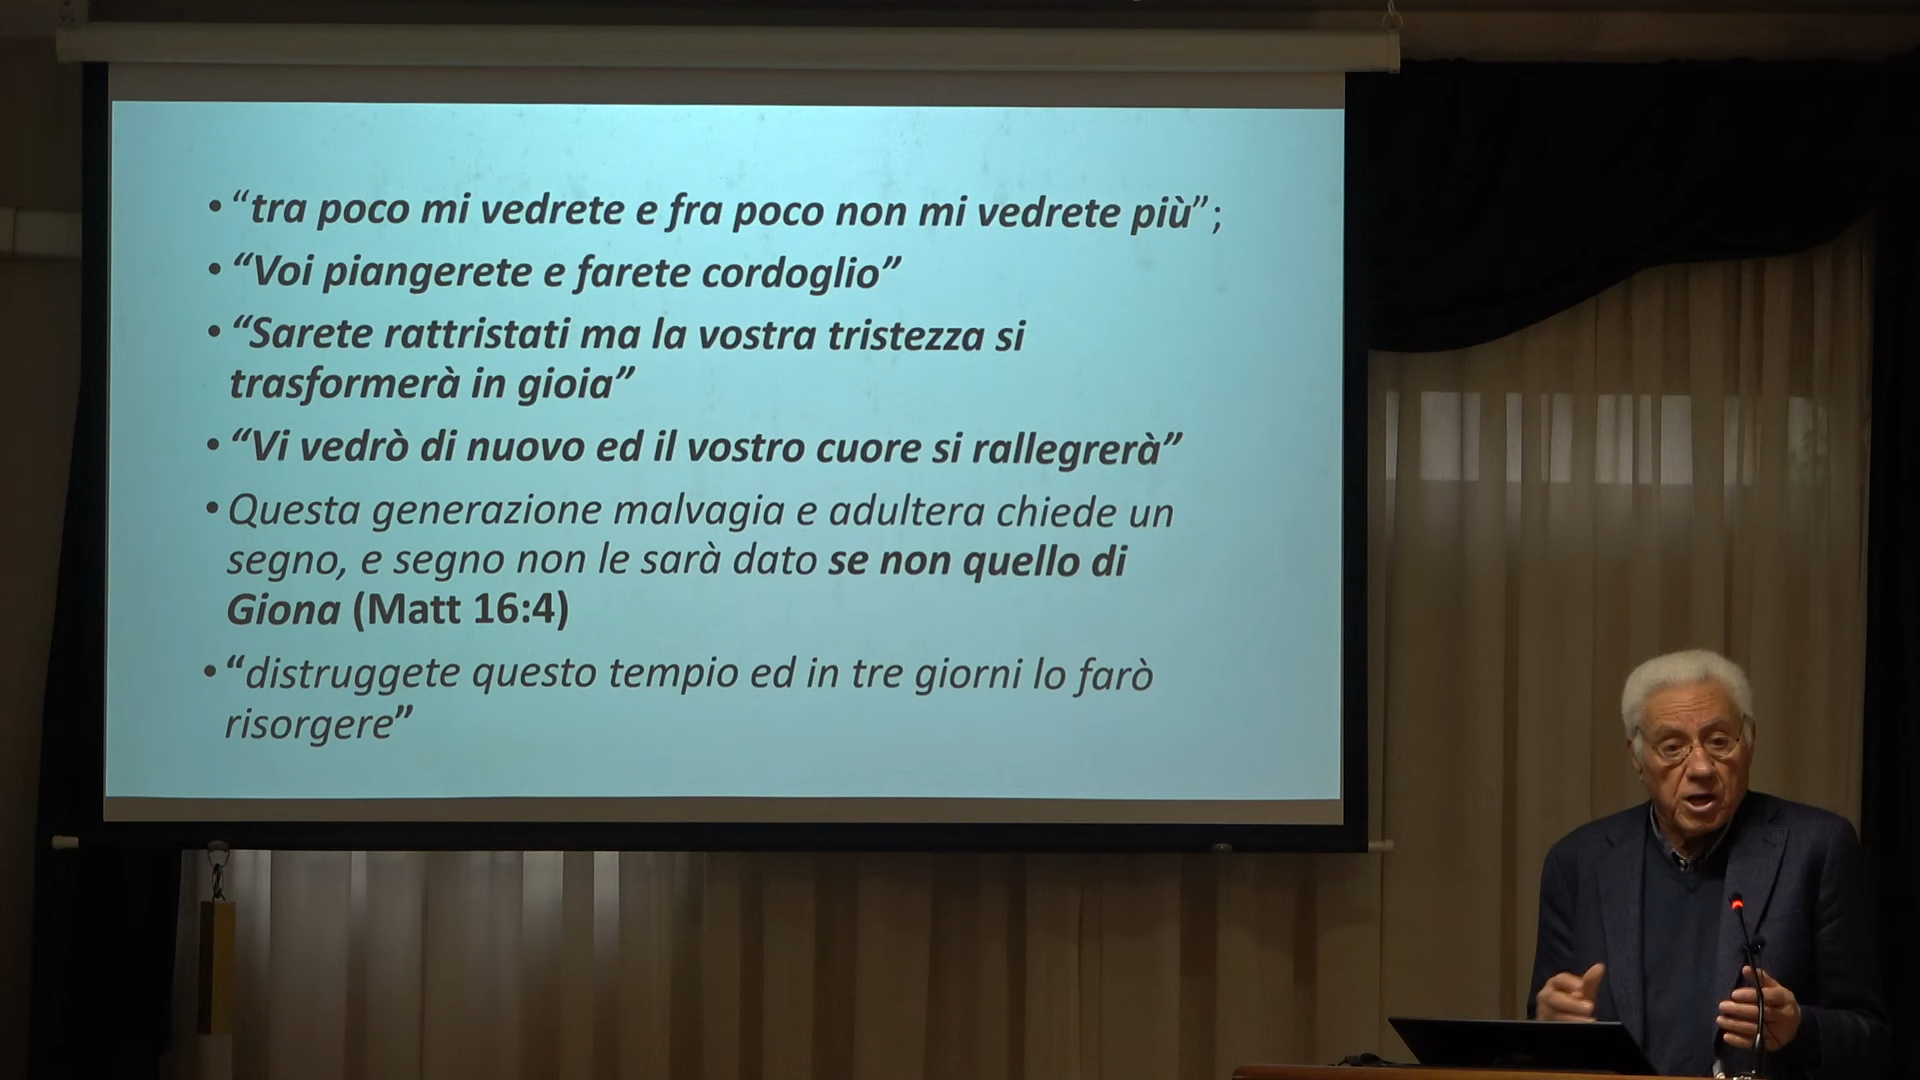 • “tra poco mi vedrete e fra poco non mi vedrete più”;
• “Voi piangerete e farete cordoglio”
• “Sarete rattristati ma la vostra tristezza si
trasformerà in gioia”
• “Vi vedrò di nuovo ed il vostro cuore si rallegrerà”
• Questa generazione malvagia e adultera chiede un
segno, e segno non le sarà dato se non quello di
Giona (Matt 16:4)
• “distruggete questo tempio ed in tre giorni lo farò
risorgere”